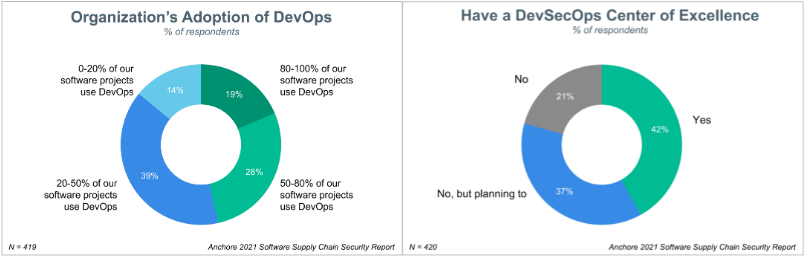 Organization's Adoption of DevOps
% of respondents
0-20% of our
software projects
use DevOps
80-100% of our
software projects
use DevOps
14%
19%
39%
28%
20-50% of our
software projects
use DevOps
50-80% of our
software projects
use DevOps
N = 419
Anchore 2021 Software Supply Chain Security Report
Have a DevSecOps Center of Excellence
% of respondents
No
21%
42%
Yes
No, but planning to
37%
N = 420
Anchore 2021 Software Supply Chain Security Report